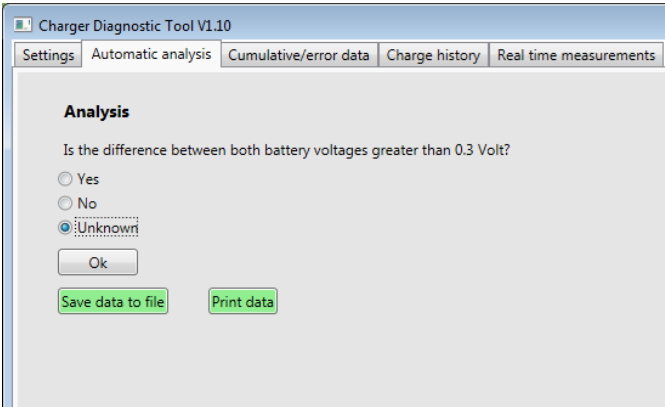 Charger Diagnostic Tool V1.10
Settings Automatic analysis Cumulative/error data Charge history Real time measurements
Analysis
Is the difference between both battery voltages greater than 0.3 Volt?
Yes
No
Unknown
Ok
Save data to file Print data